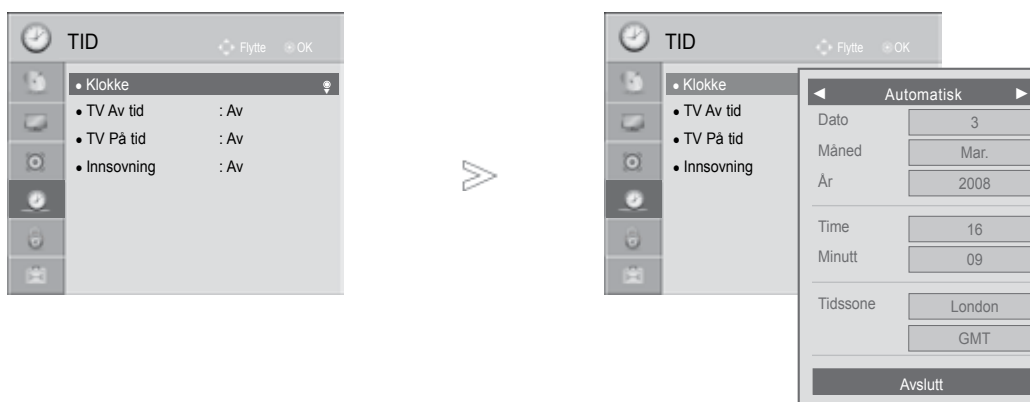 TID
Flytte OK
Klokke
TV Av tid : Av
TV På tid : Av
Innsovning : Av
TID
Flytte OK
Klokke
TV Av tid
TV På tid
Innsovning
Automatisk
Dato 3
Måned Mar.
År 2008
Time 16
Minutt 09
Tidssone London
GMT
Avslutt